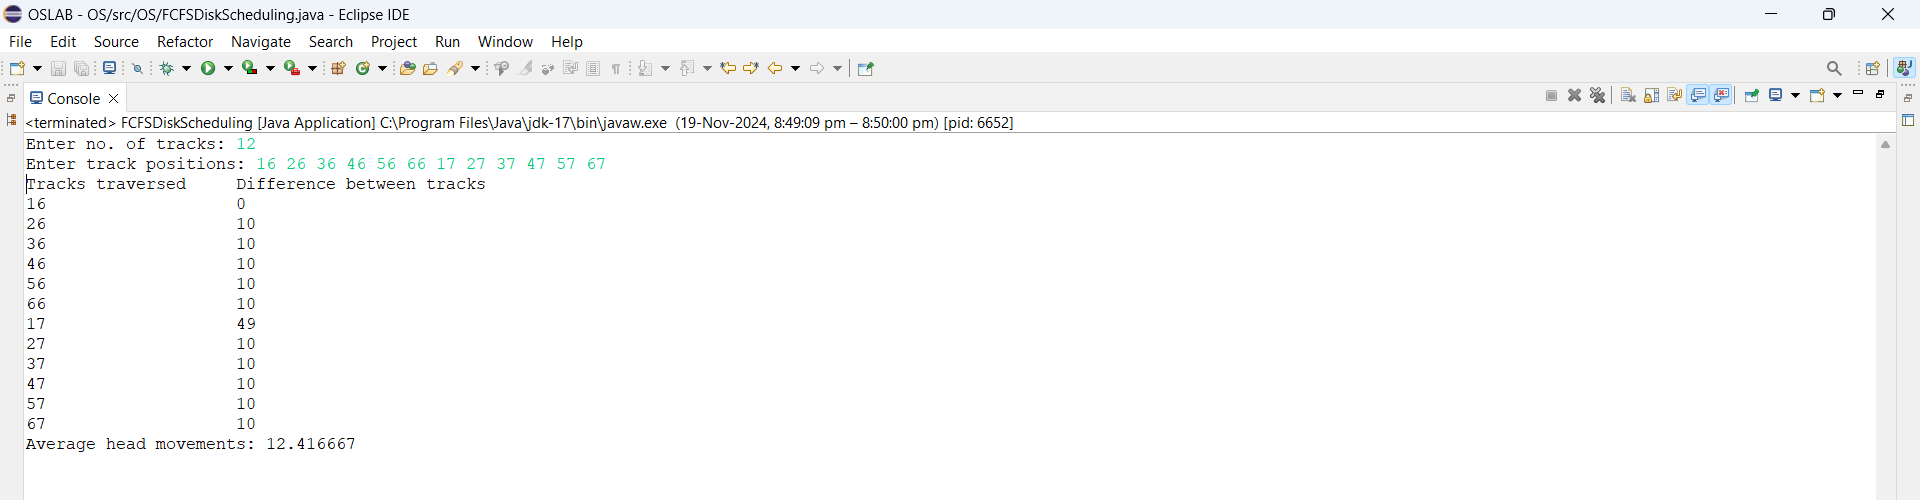 OSLAB - OS/src/OS/FCFSDiskScheduling.java - Eclipse IDE
File Edit Source Refactor Navigate Search Project Run Window Help
Console
<terminated> FCFSDiskScheduling [Java Application] C:\Program Files\Java\jdk-17\bin\javaw.exe (19-Nov-2024, 8:49:09 pm – 8:50:00 pm) [pid: 6652]
Enter no. of tracks: 12
Enter track positions: 16 26 36 46 56 66 17 27 37 47 57 67
Tracks traversed Difference between tracks
16 0
26 10
36 10
46 10
56 10
66 10
17 49
27 10
37 10
47 10
57 10
67 10
Average head movements: 12.416667